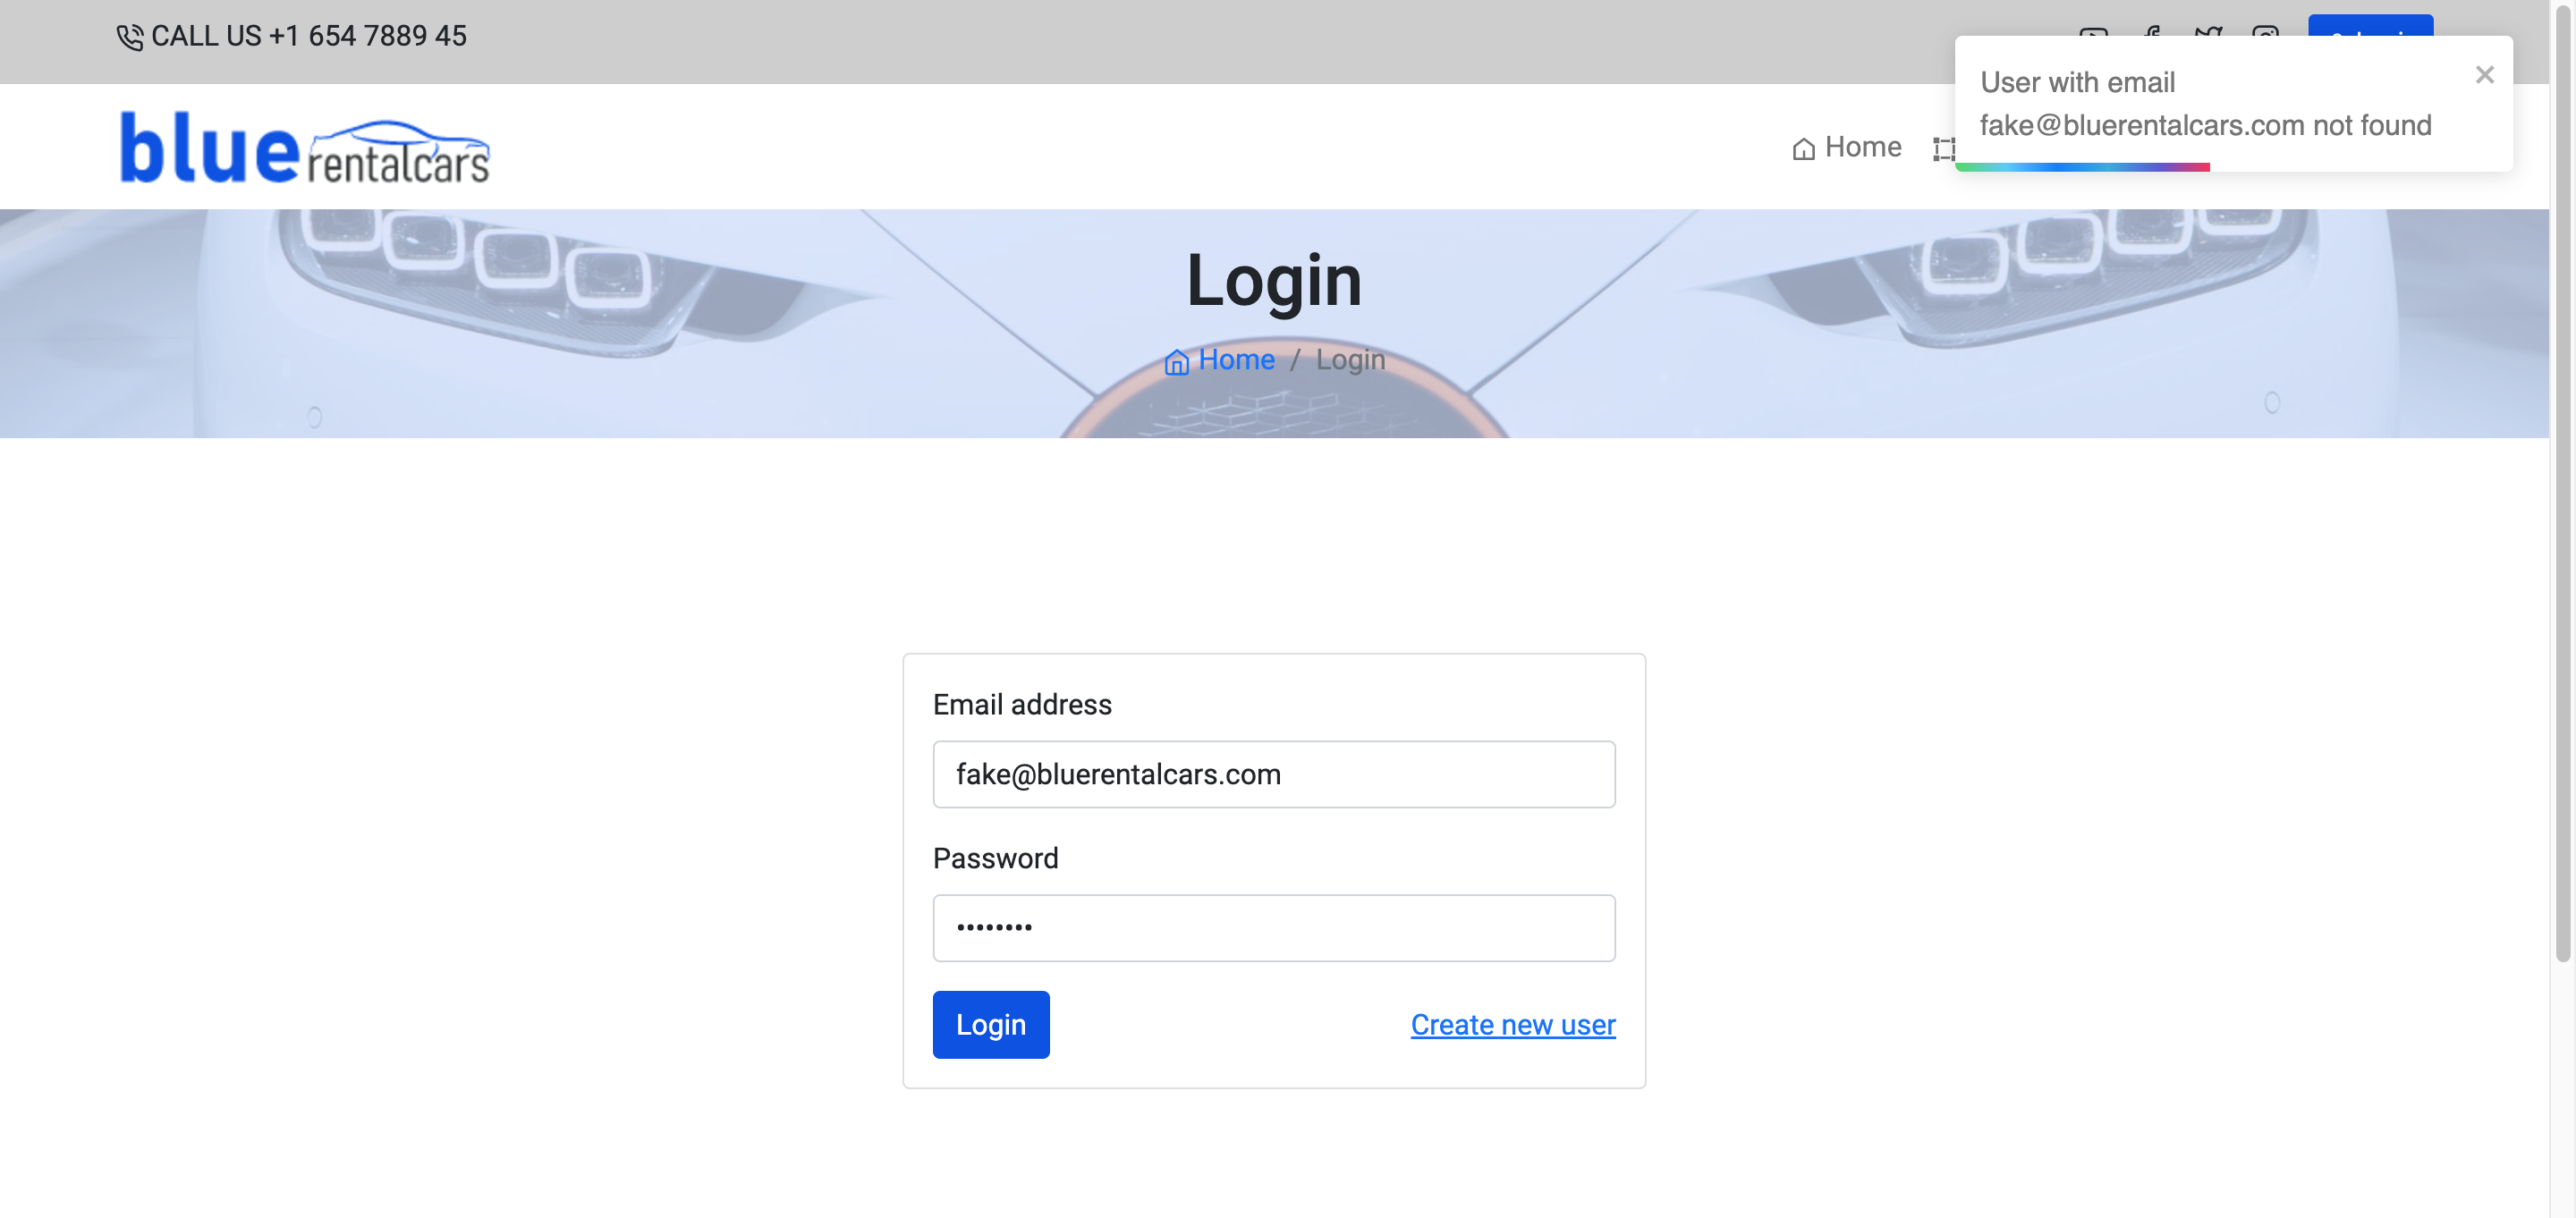 CALL US +1 654 7889 45
User with email
fake@bluerentalcars.com not found
blue rentalcars
Home
Login
Home / Login
Email address
fake@bluerentalcars.com
Password
••••••••
Login
Create new user